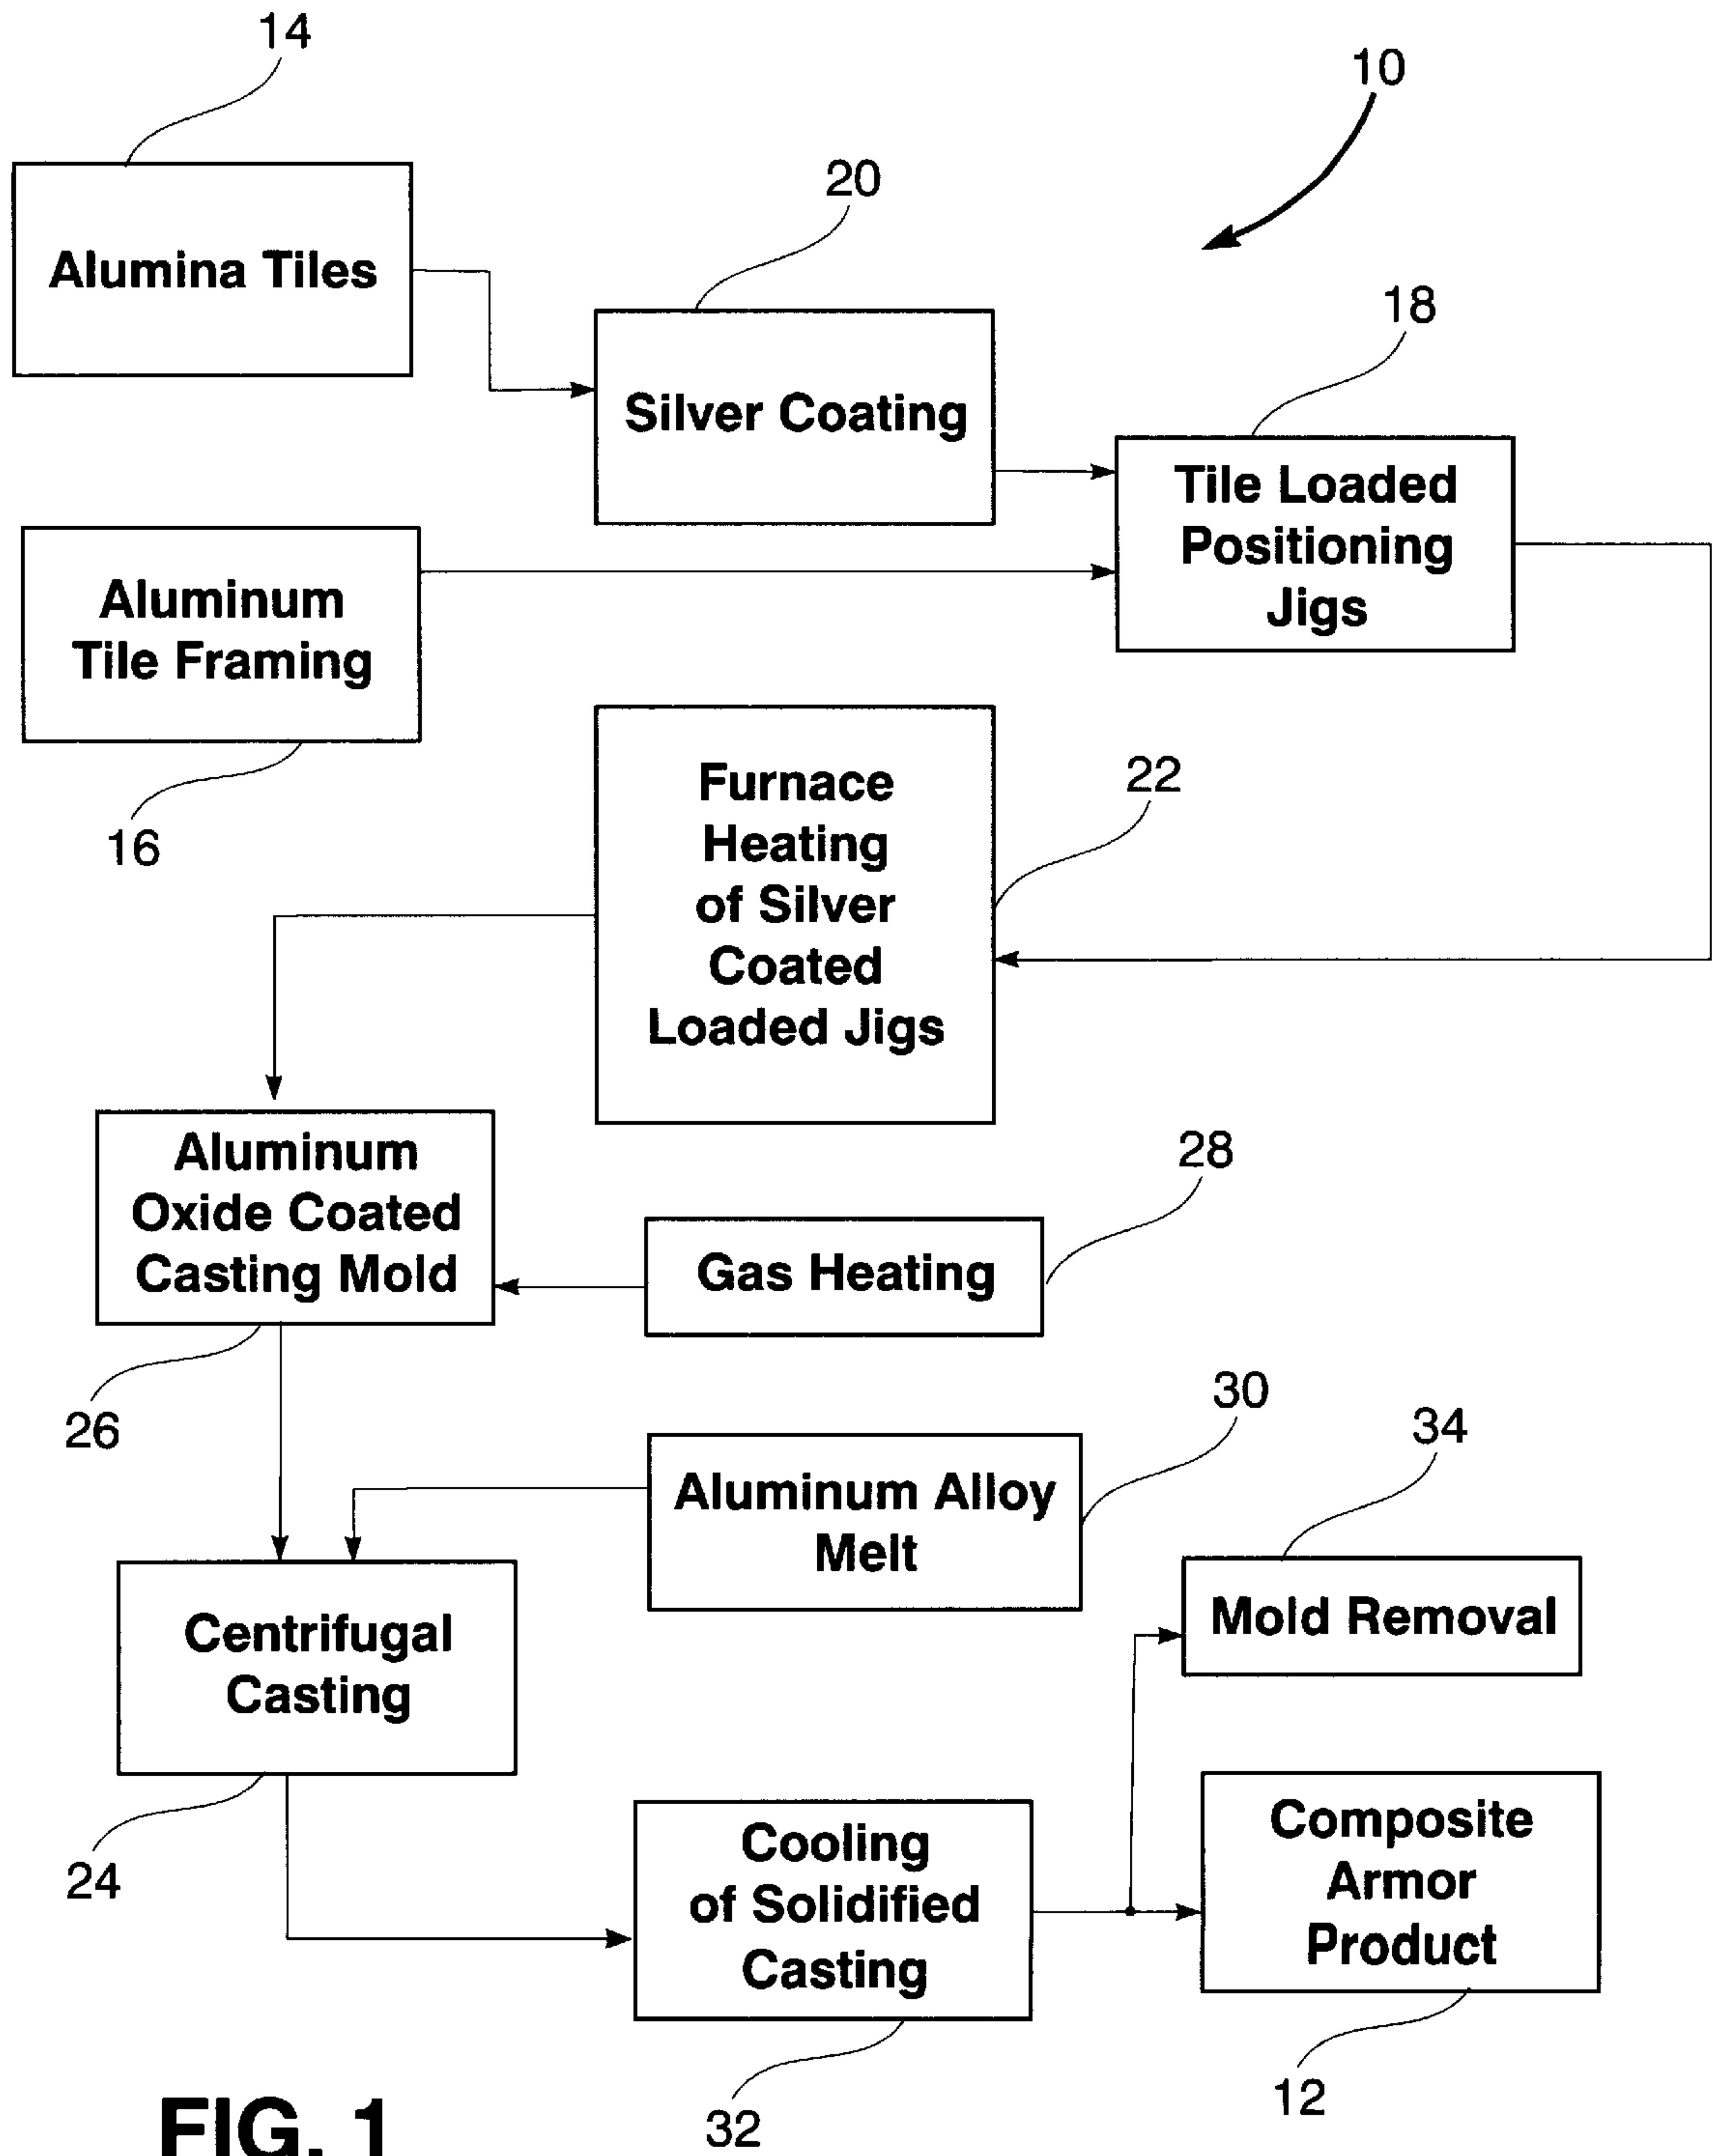 14
10
20
Alumina Tiles
18
Silver Coating
Tile Loaded
Positioning
Jigs
Aluminum
Tile Framing
16
22
Furnace
Heating
of Silver
Coated
Loaded Jigs
28
Aluminum
Oxide Coated
Casting Mold
Gas Heating
26
30
34
Aluminum Alloy
Melt
Mold Removal
Centrifugal
Casting
24
Cooling
of Solidified
Casting
Composite
Armor
Product
12
32
FIG. 1